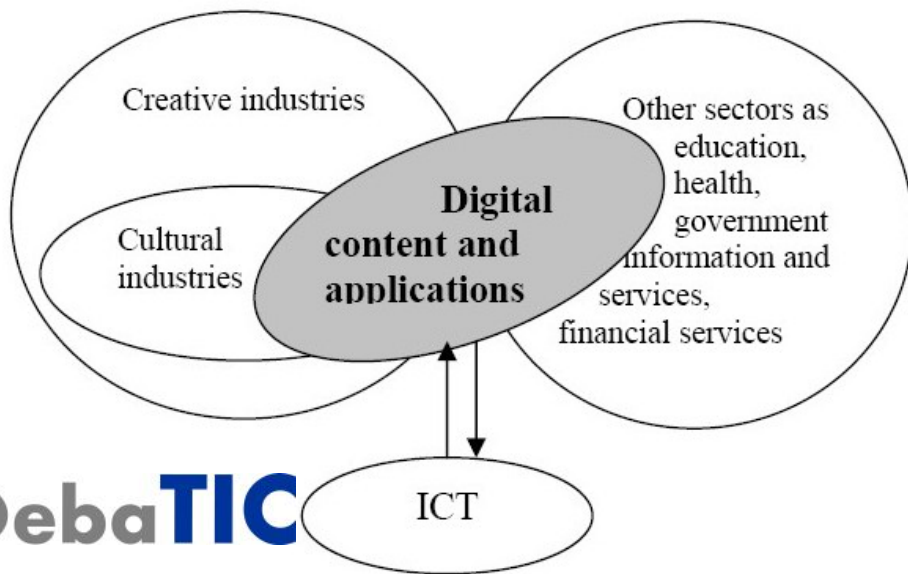 Creative industries
Cultural
industries
Digital
content and
applications
Other sectors as
education,
health,
government
information and
services,
financial services
ICT
DebaTIC